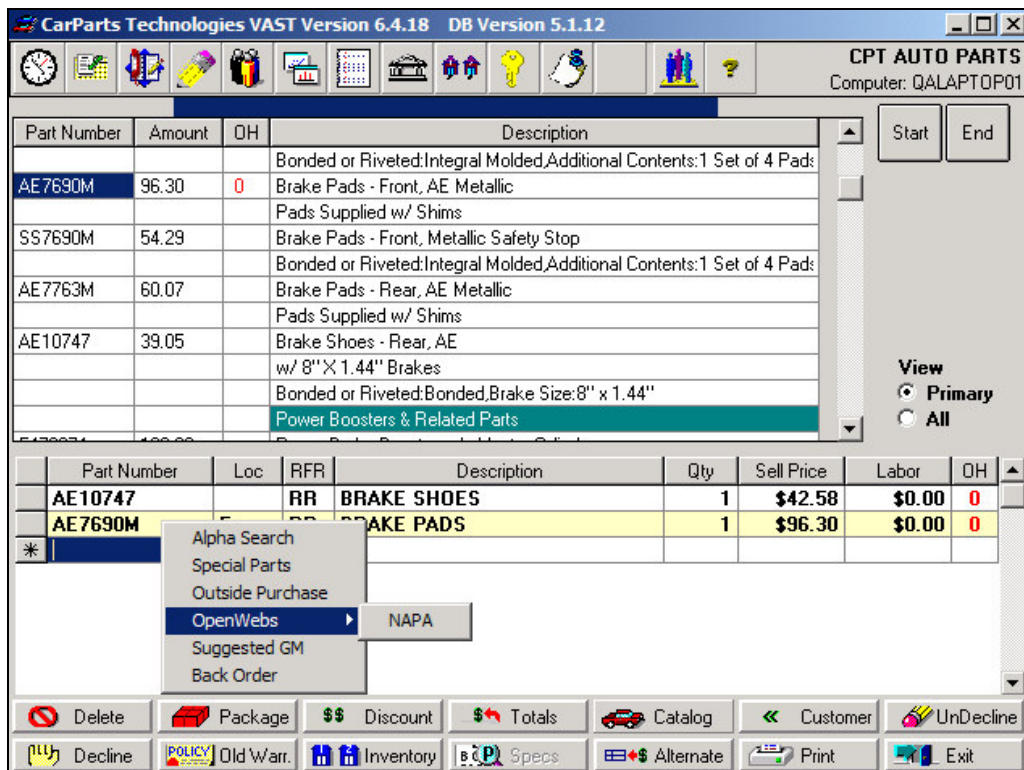 CarParts Technologies VAST Version 6.4.18 DB Version 5.1.12
CPT AUTO PARTS
Computer: QALAPTOP01
Part Number Amount OH Description
Start End
Bonded or Riveted:Integral Molded,Additional Contents:1 Set of 4 Pads
AE7690M 96.30 0 Brake Pads - Front, AE Metallic
Pads Supplied w/ Shims
SS7690M 54.29 Brake Pads - Front, Metallic Safety Stop
Bonded or Riveted:Integral Molded,Additional Contents:1 Set of 4 Pads
AE7763M 60.07 Brake Pads - Rear, AE Metallic
Pads Supplied w/ Shims
AE10747 39.05 Brake Shoes - Rear, AE
w/ 8" X 1.44" Brakes
View
Bonded or Riveted:Bonded,Brake Size:8" x 1.44"
Primary
Power Boosters & Related Parts
All
Part Number Loc RFR Description Qty Sell Price Labor OH
AE10747 RR BRAKE SHOES 1 $42.58 $0.00 0
AE7690M BRAKE PADS 1 $96.30 $0.00 0
Alpha Search
Special Parts
Outside Purchase
OpenWebs NAPA
Suggested GM
Back Order
Delete Package $$ Discount $ Totals Catalog « Customer UnDecline
Decline POLICY Old Warr. Inventory B P Specs Alternate Print Exit